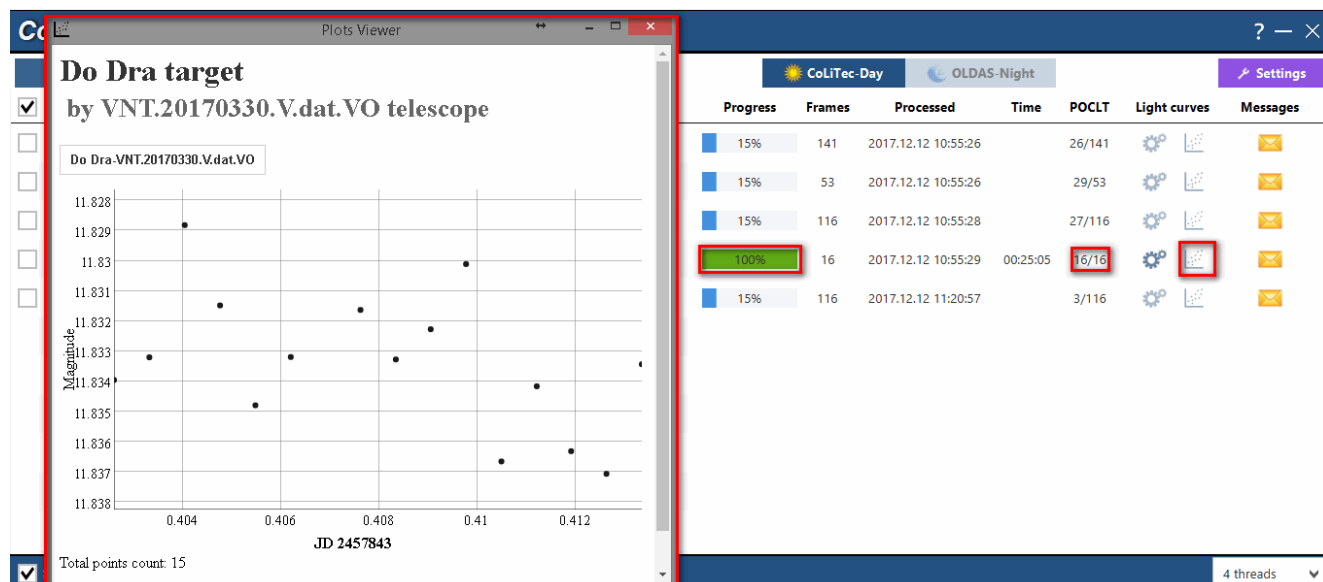 Co
Plots Viewer
? — ×
Do Dra target
by VNT.20170330.V.dat.VO telescope
CoLiTec-Day
OLDAS-Night
Settings
Progress Frames Processed Time POCLT Light curves Messages
Do Dra-VNT.20170330.V.dat.VO
15% 141 2017.12.12 10:55:26 26/141
15% 53 2017.12.12 10:55:26 29/53
15% 116 2017.12.12 10:55:28 27/116
100% 16 2017.12.12 10:55:29 00:25:05 16/16
15% 116 2017.12.12 11:20:57 3/116
11.828
11.829
11.83
11.831
11.832
11.833
Magnitude
11.834
11.835
11.836
11.837
11.838
0.404 0.406 0.408 0.41 0.412
JD 2457843
Total points count: 15
4 threads